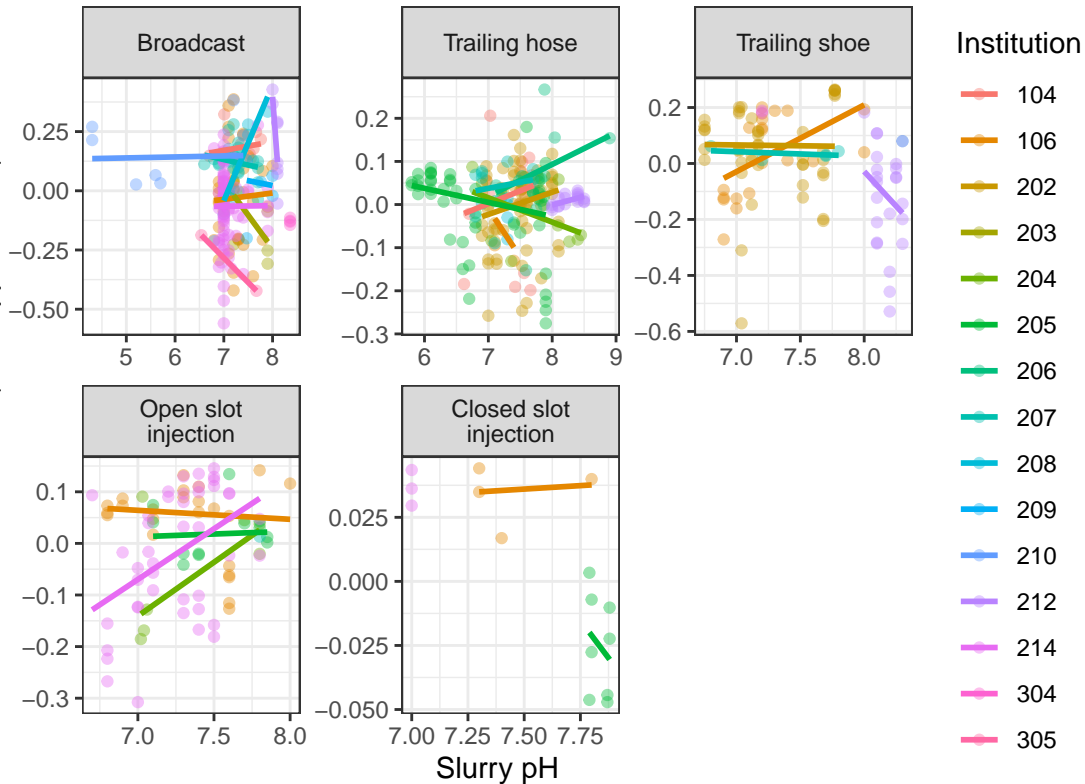 Broadcast
Trailing hose
Trailing shoe
Institution
0.25
0.00
−0.25
−0.50
5 6 7 8
0.2
0.1
0.0
−0.1
−0.2
−0.3
6 7 8 9
0.2
0.0
−0.2
−0.4
−0.6
7.0 7.5 8.0
Open slot
injection
Closed slot
injection
0.1
0.0
−0.1
−0.2
−0.3
7.0 7.5 8.0
0.025
0.000
−0.025
−0.050
7.00 7.25 7.50 7.75
Slurry pH
104
106
202
203
204
205
206
207
208
209
210
212
214
304
305